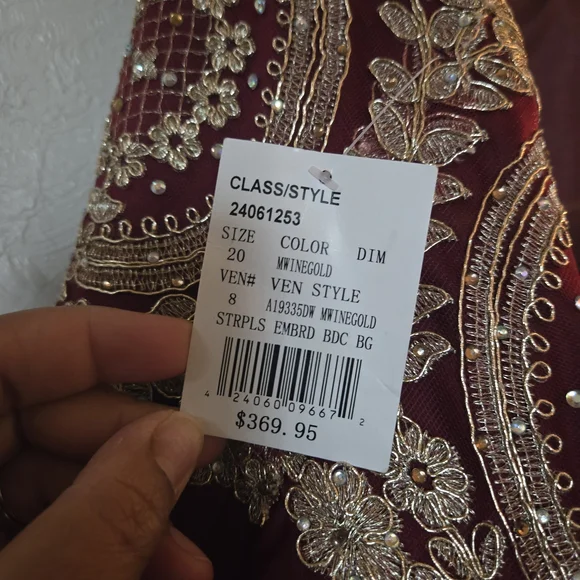 CLASS/STYLE
24061253
SIZE COLOR DIM
20 MWINEGOLD
VEN# VEN STYLE
8 A19335DW MWINEGOLD
STRPLS EMBRD BDC BG
4 24060 09667 2
$369.95